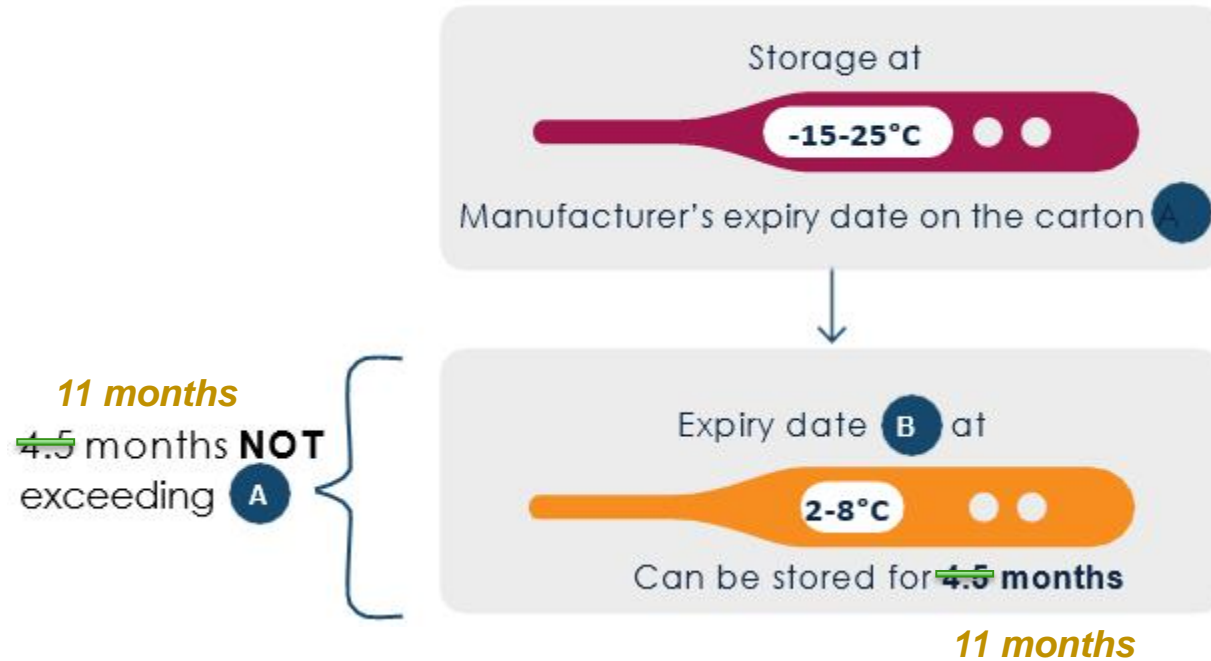 Storage at
-15-25°C
Manufacturer's expiry date on the carton A
11 months
4.5 months NOT
exceeding A
Expiry date B at
2-8°C
Can be stored for 4.5 months
11 months